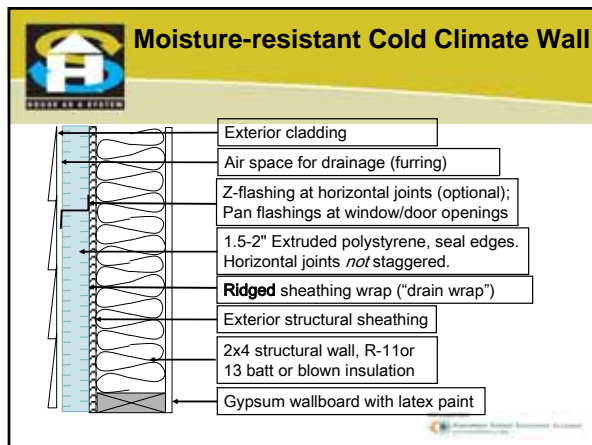 Moisture-resistant Cold Climate Wall
HOUSE AS A SYSTEM
Exterior cladding
Air space for drainage (furring)
Z-flashing at horizontal joints (optional);
Pan flashings at window/door openings
1.5-2" Extruded polystyrene, seal edges.
Horizontal joints not staggered.
Ridged sheathing wrap (“drain wrap”)
Exterior structural sheathing
2x4 structural wall, R-11or
13 batt or blown insulation
Gypsum wallboard with latex paint